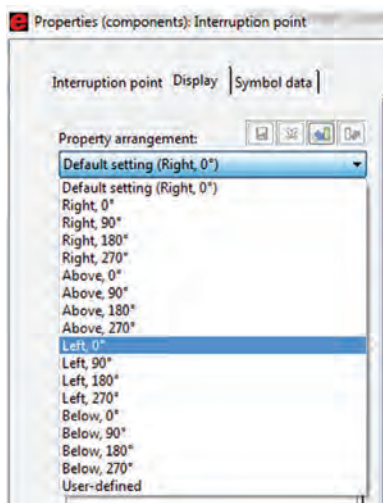 Properties (components): Interruption point
Interruption point Display Symbol data
Property arrangement:
Default setting (Right, 0°)
Default setting (Right, 0°)
Right, 0°
Right, 90°
Right, 180°
Right, 270°
Above, 0°
Above, 90°
Above, 180°
Above, 270°
Left, 0°
Left, 90°
Left, 180°
Left, 270°
Below, 0°
Below, 90°
Below, 180°
Below, 270°
User-defined